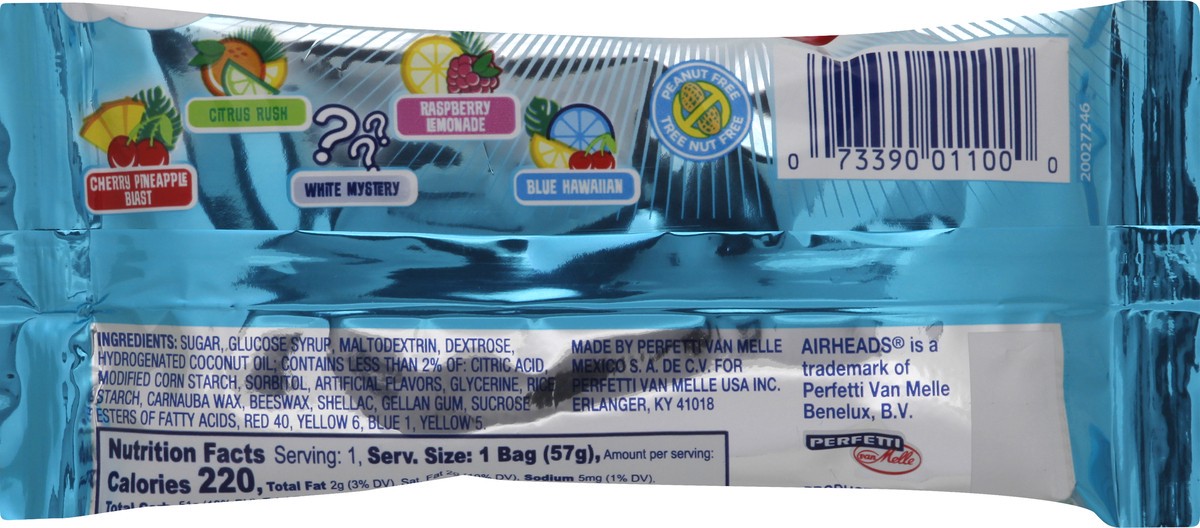 CITRUS RUSH
RASPBERRY
LEMONADE
CHERRY PINEAPPLE
BLAST
WHITE MYSTERY
BLUE HAWAIIAN
PEANUT FREE
TREE NUT FREE
0 73390 01100 0
20027246
INGREDIENTS: SUGAR, GLUCOSE SYRUP, MALTODEXTRIN, DEXTROSE,
HYDROGENATED COCONUT OIL; CONTAINS LESS THAN 2% OF: CITRIC ACID,
MODIFIED CORN STARCH, SORBITOL, ARTIFICIAL FLAVORS, GLYCERINE, RICE
STARCH, CARNAUBA WAX, BEESWAX, SHELLAC, GELLAN GUM, SUCROSE
ESTERS OF FATTY ACIDS, RED 40, YELLOW 6, BLUE 1, YELLOW 5.
MADE BY PERFETTI VAN MELLE
MEXICO S. A. DE C.V. FOR
PERFETTI VAN MELLE USA INC.
ERLANGER, KY 41018
AIRHEADS® is a
trademark of
Perfetti Van Melle
Benelux, B.V.
PERFETTI
van Melle
Nutrition Facts Serving: 1, Serv. Size: 1 Bag (57g), Amount per serving:
Calories 220, Total Fat 2g (3% DV), Sat. Fat 2g (10% DV), Sodium 5mg (1% DV),